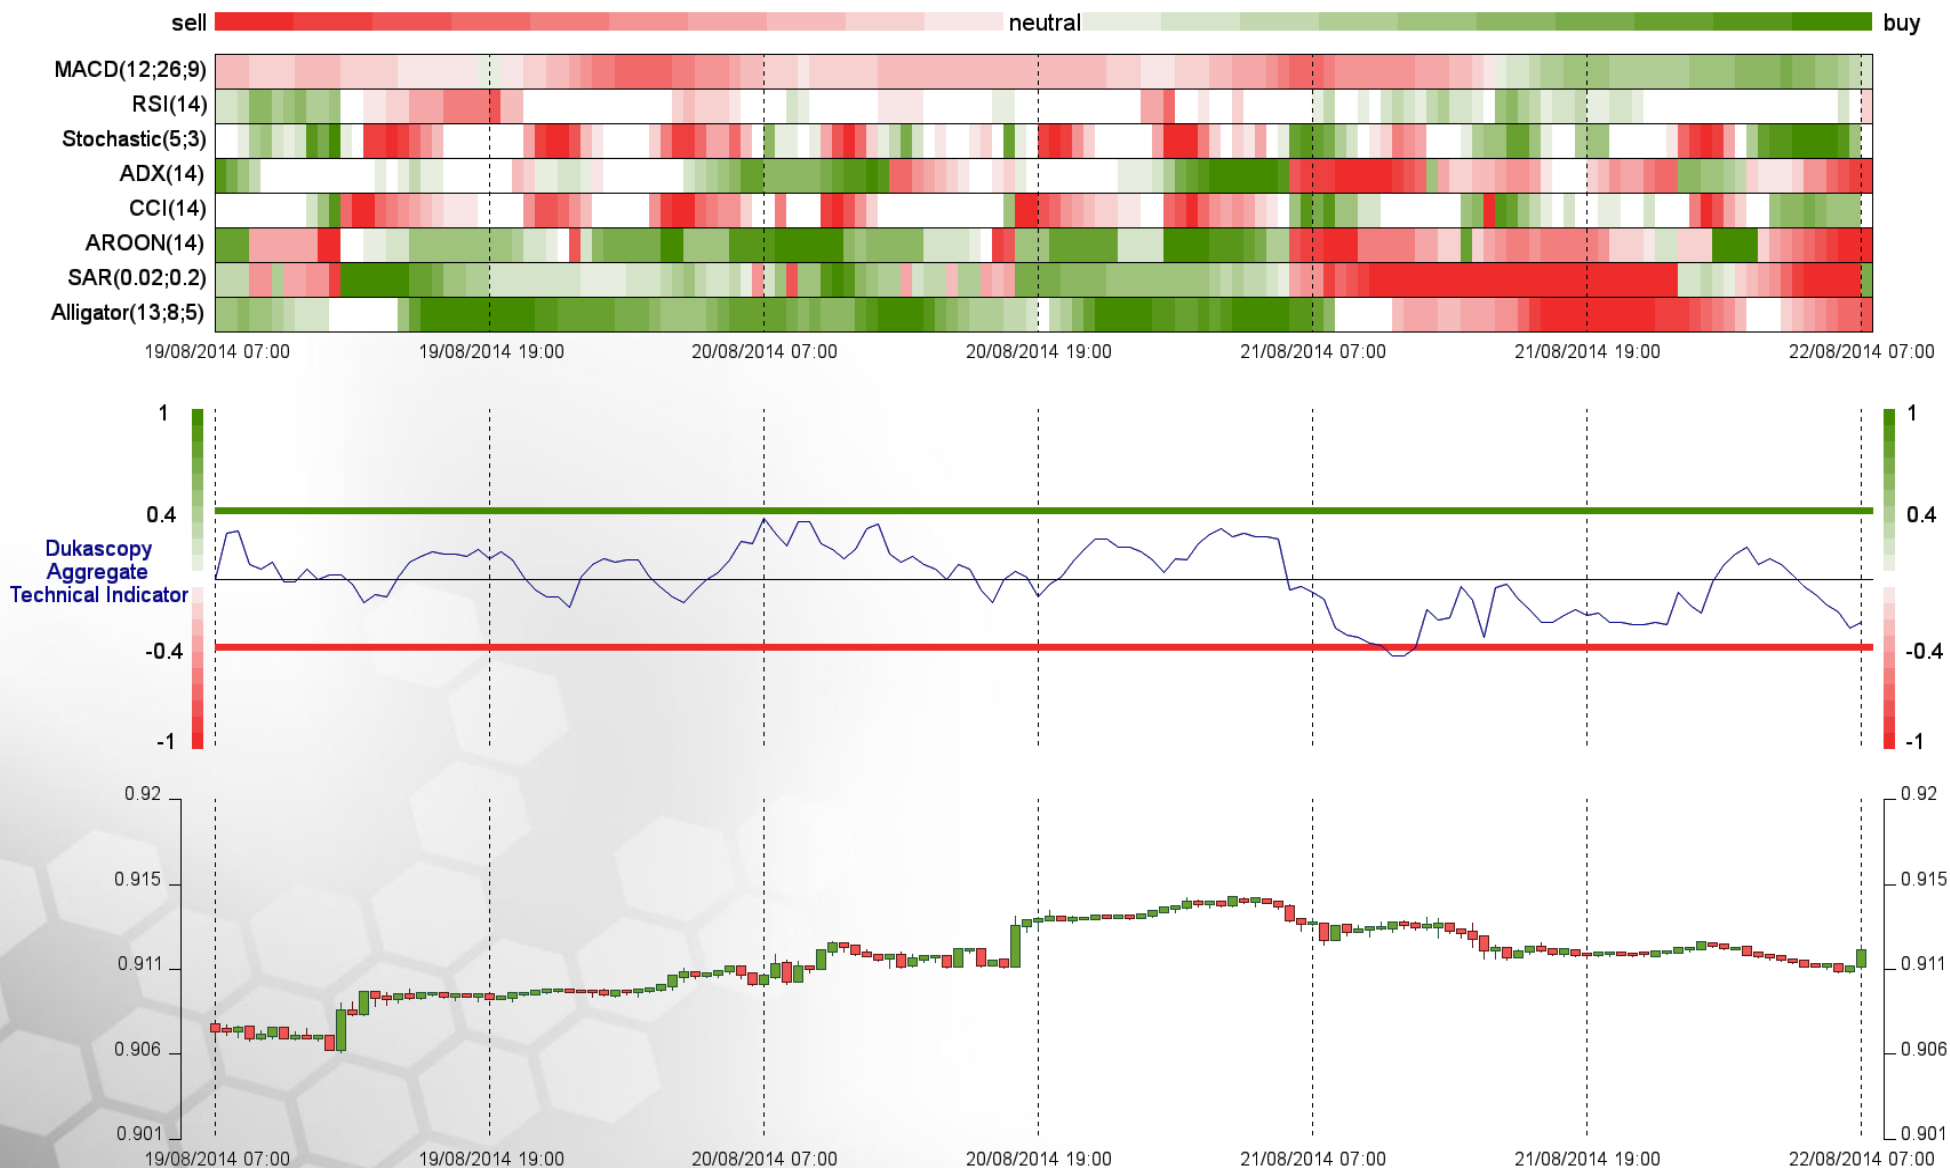 sell neutral buy
MACD(12;26;9)
RSI(14)
Stochastic(5;3)
ADX(14)
CCI(14)
AROON(14)
SAR(0.02;0.2)
Alligator(13;8;5)
19/08/2014 07:00 19/08/2014 19:00 20/08/2014 07:00 20/08/2014 19:00 21/08/2014 07:00 21/08/2014 19:00 22/08/2014 07:00
1 1
0.4 0.4
Dukascopy
Aggregate
Technical Indicator
-0.4 -0.4
-1 -1
0.92 0.92
0.915 0.915
0.911 0.911
0.906 0.906
0.901 0.901
19/08/2014 07:00 19/08/2014 19:00 20/08/2014 07:00 20/08/2014 19:00 21/08/2014 07:00 21/08/2014 19:00 22/08/2014 07:00